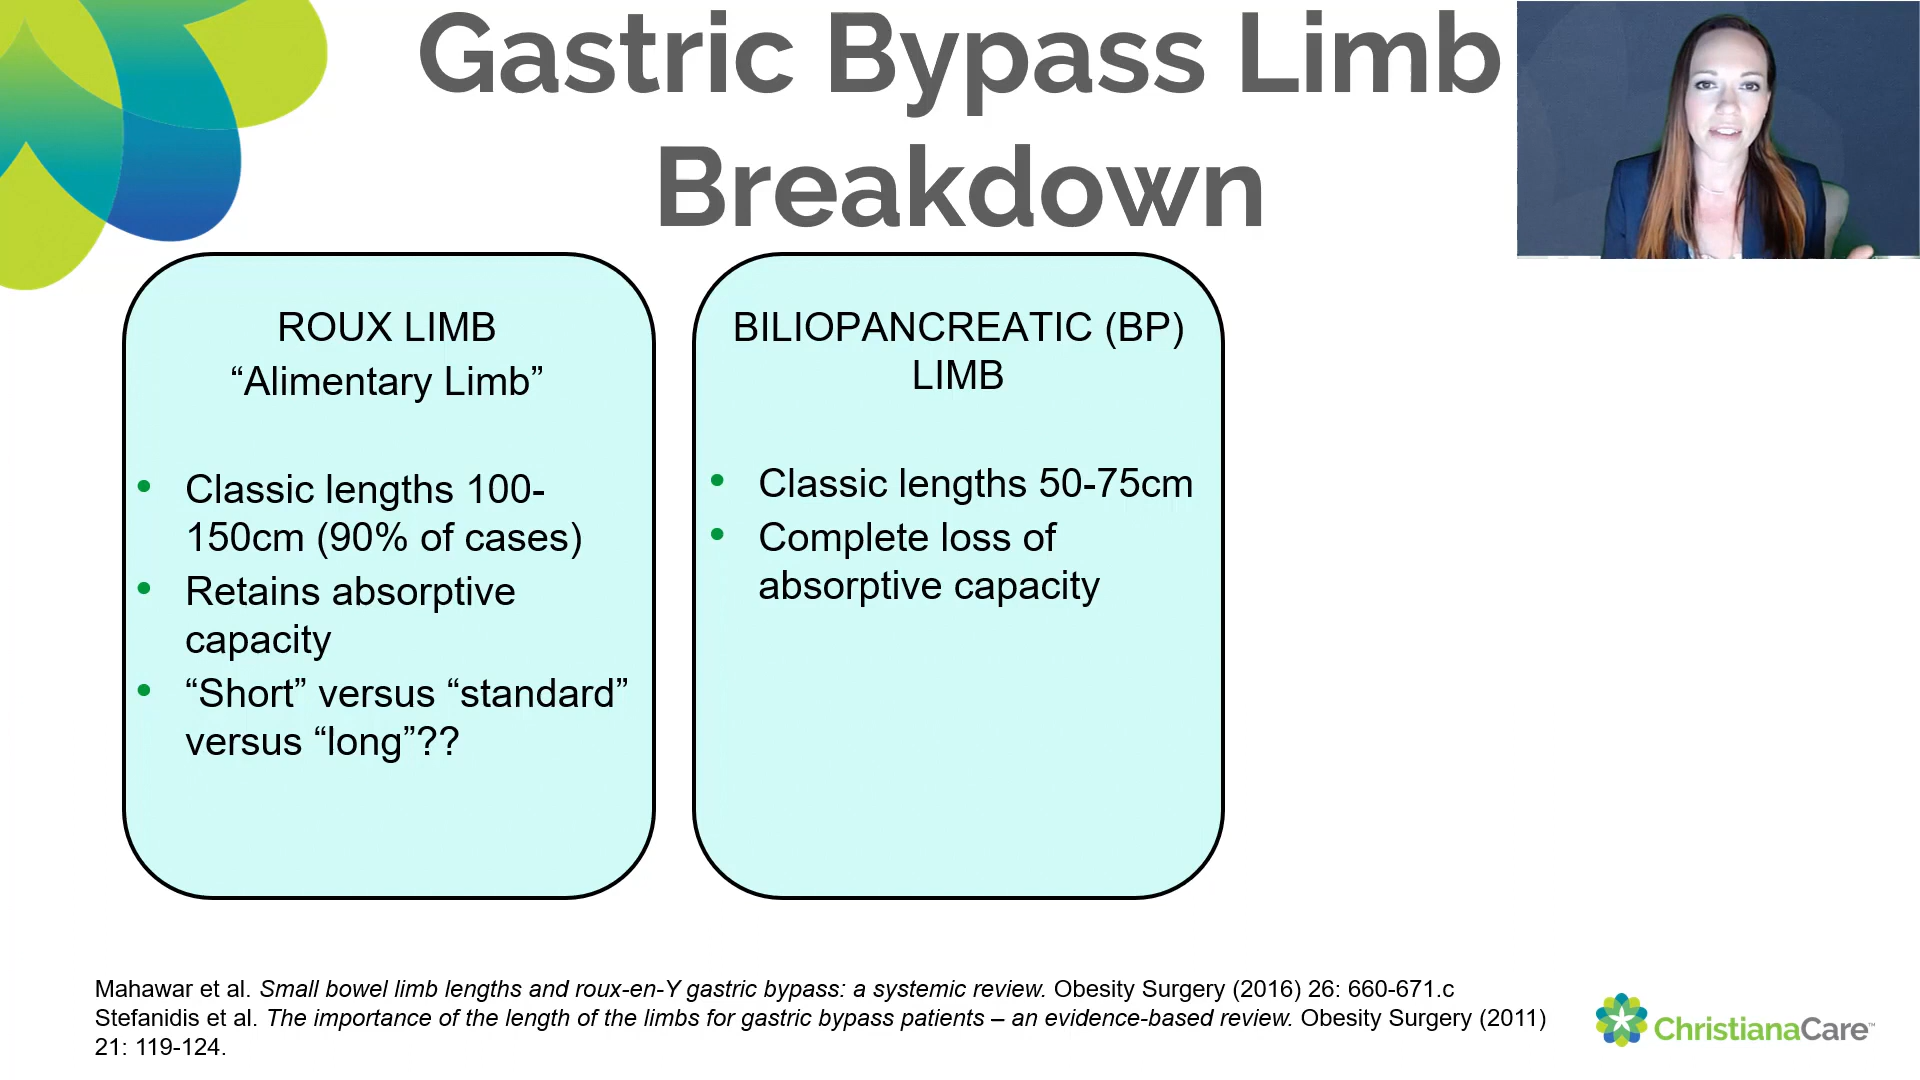 Gastric Bypass Limb
Breakdown
ROUX LIMB
“Alimentary Limb”
• Classic lengths 100-
150cm (90% of cases)
• Retains absorptive
capacity
• “Short” versus “standard”
versus “long”??
BILIOPANCREATIC (BP)
LIMB
• Classic lengths 50-75cm
• Complete loss of
absorptive capacity
Mahawar et al. Small bowel limb lengths and roux-en-Y gastric bypass: a systemic review. Obesity Surgery (2016) 26: 660-671.c
Stefanidis et al. The importance of the length of the limbs for gastric bypass patients – an evidence-based review. Obesity Surgery (2011)
21: 119-124.
ChristianaCare™